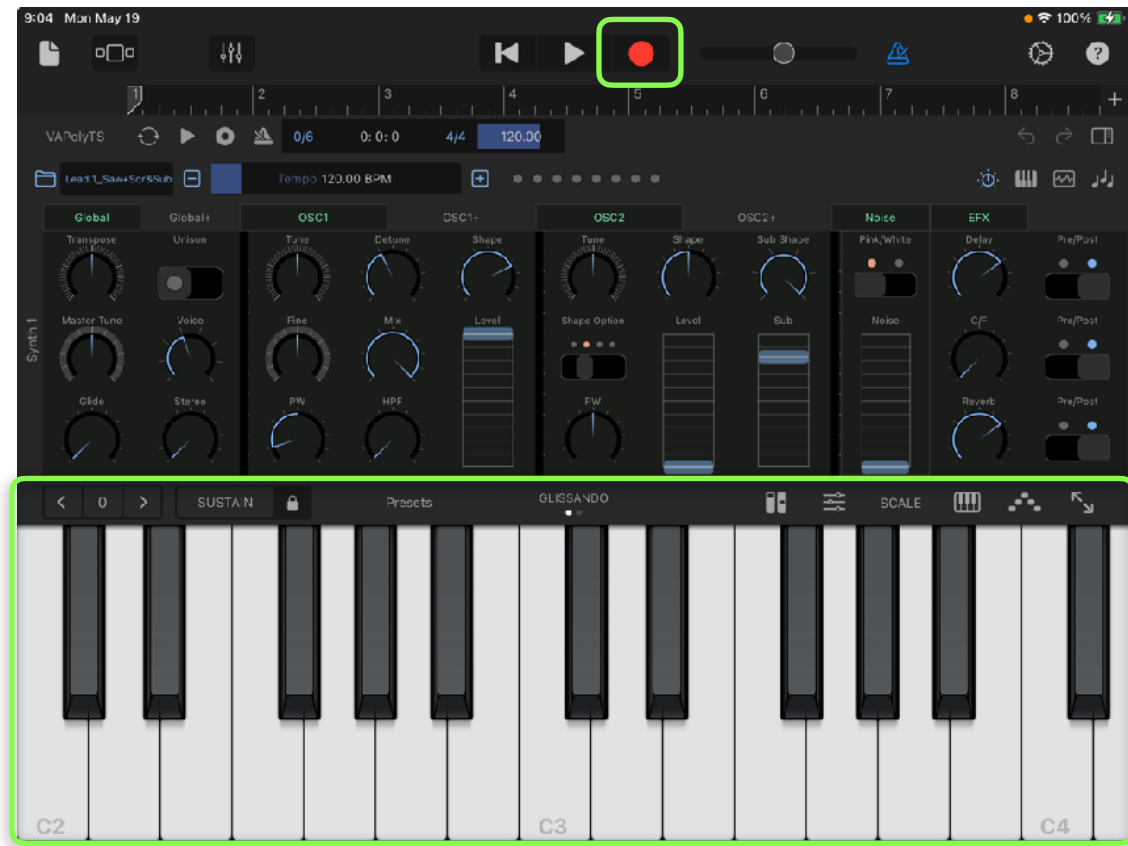 9:04 Mon May 19 100%
1 2 3 4 5 6 7 8 +
VAPolyTS 0/6 0: 0: 0 4/4 120.00
Lead 1_Saw+Scr&Sub Tempo 120.00 BPM
Global Global+ OSC1 OSC1+ OSC2 OSC2+ Noise EFX
Transpose Unison Tune Detune Shape Tune Shape Sub Shape Pink/White Delay Pre/Post
Synth 1
Master Tune Voice Fine Mix Level Shape Option Level Sub Noise C/F Pre/Post
Glide Stereo PW HPF PW Reverb Pre/Post
< 0 > SUSTAIN Presets GLISSANDO SCALE
C2 C3 C4